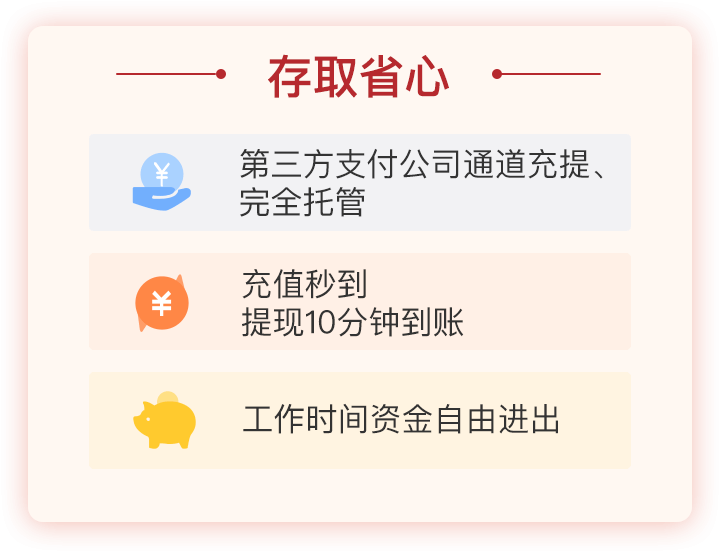 存取省心
¥
第三方支付公司通道充提、
完全托管
¥
充值秒到
提现10分钟到账
工作时间资金自由进出